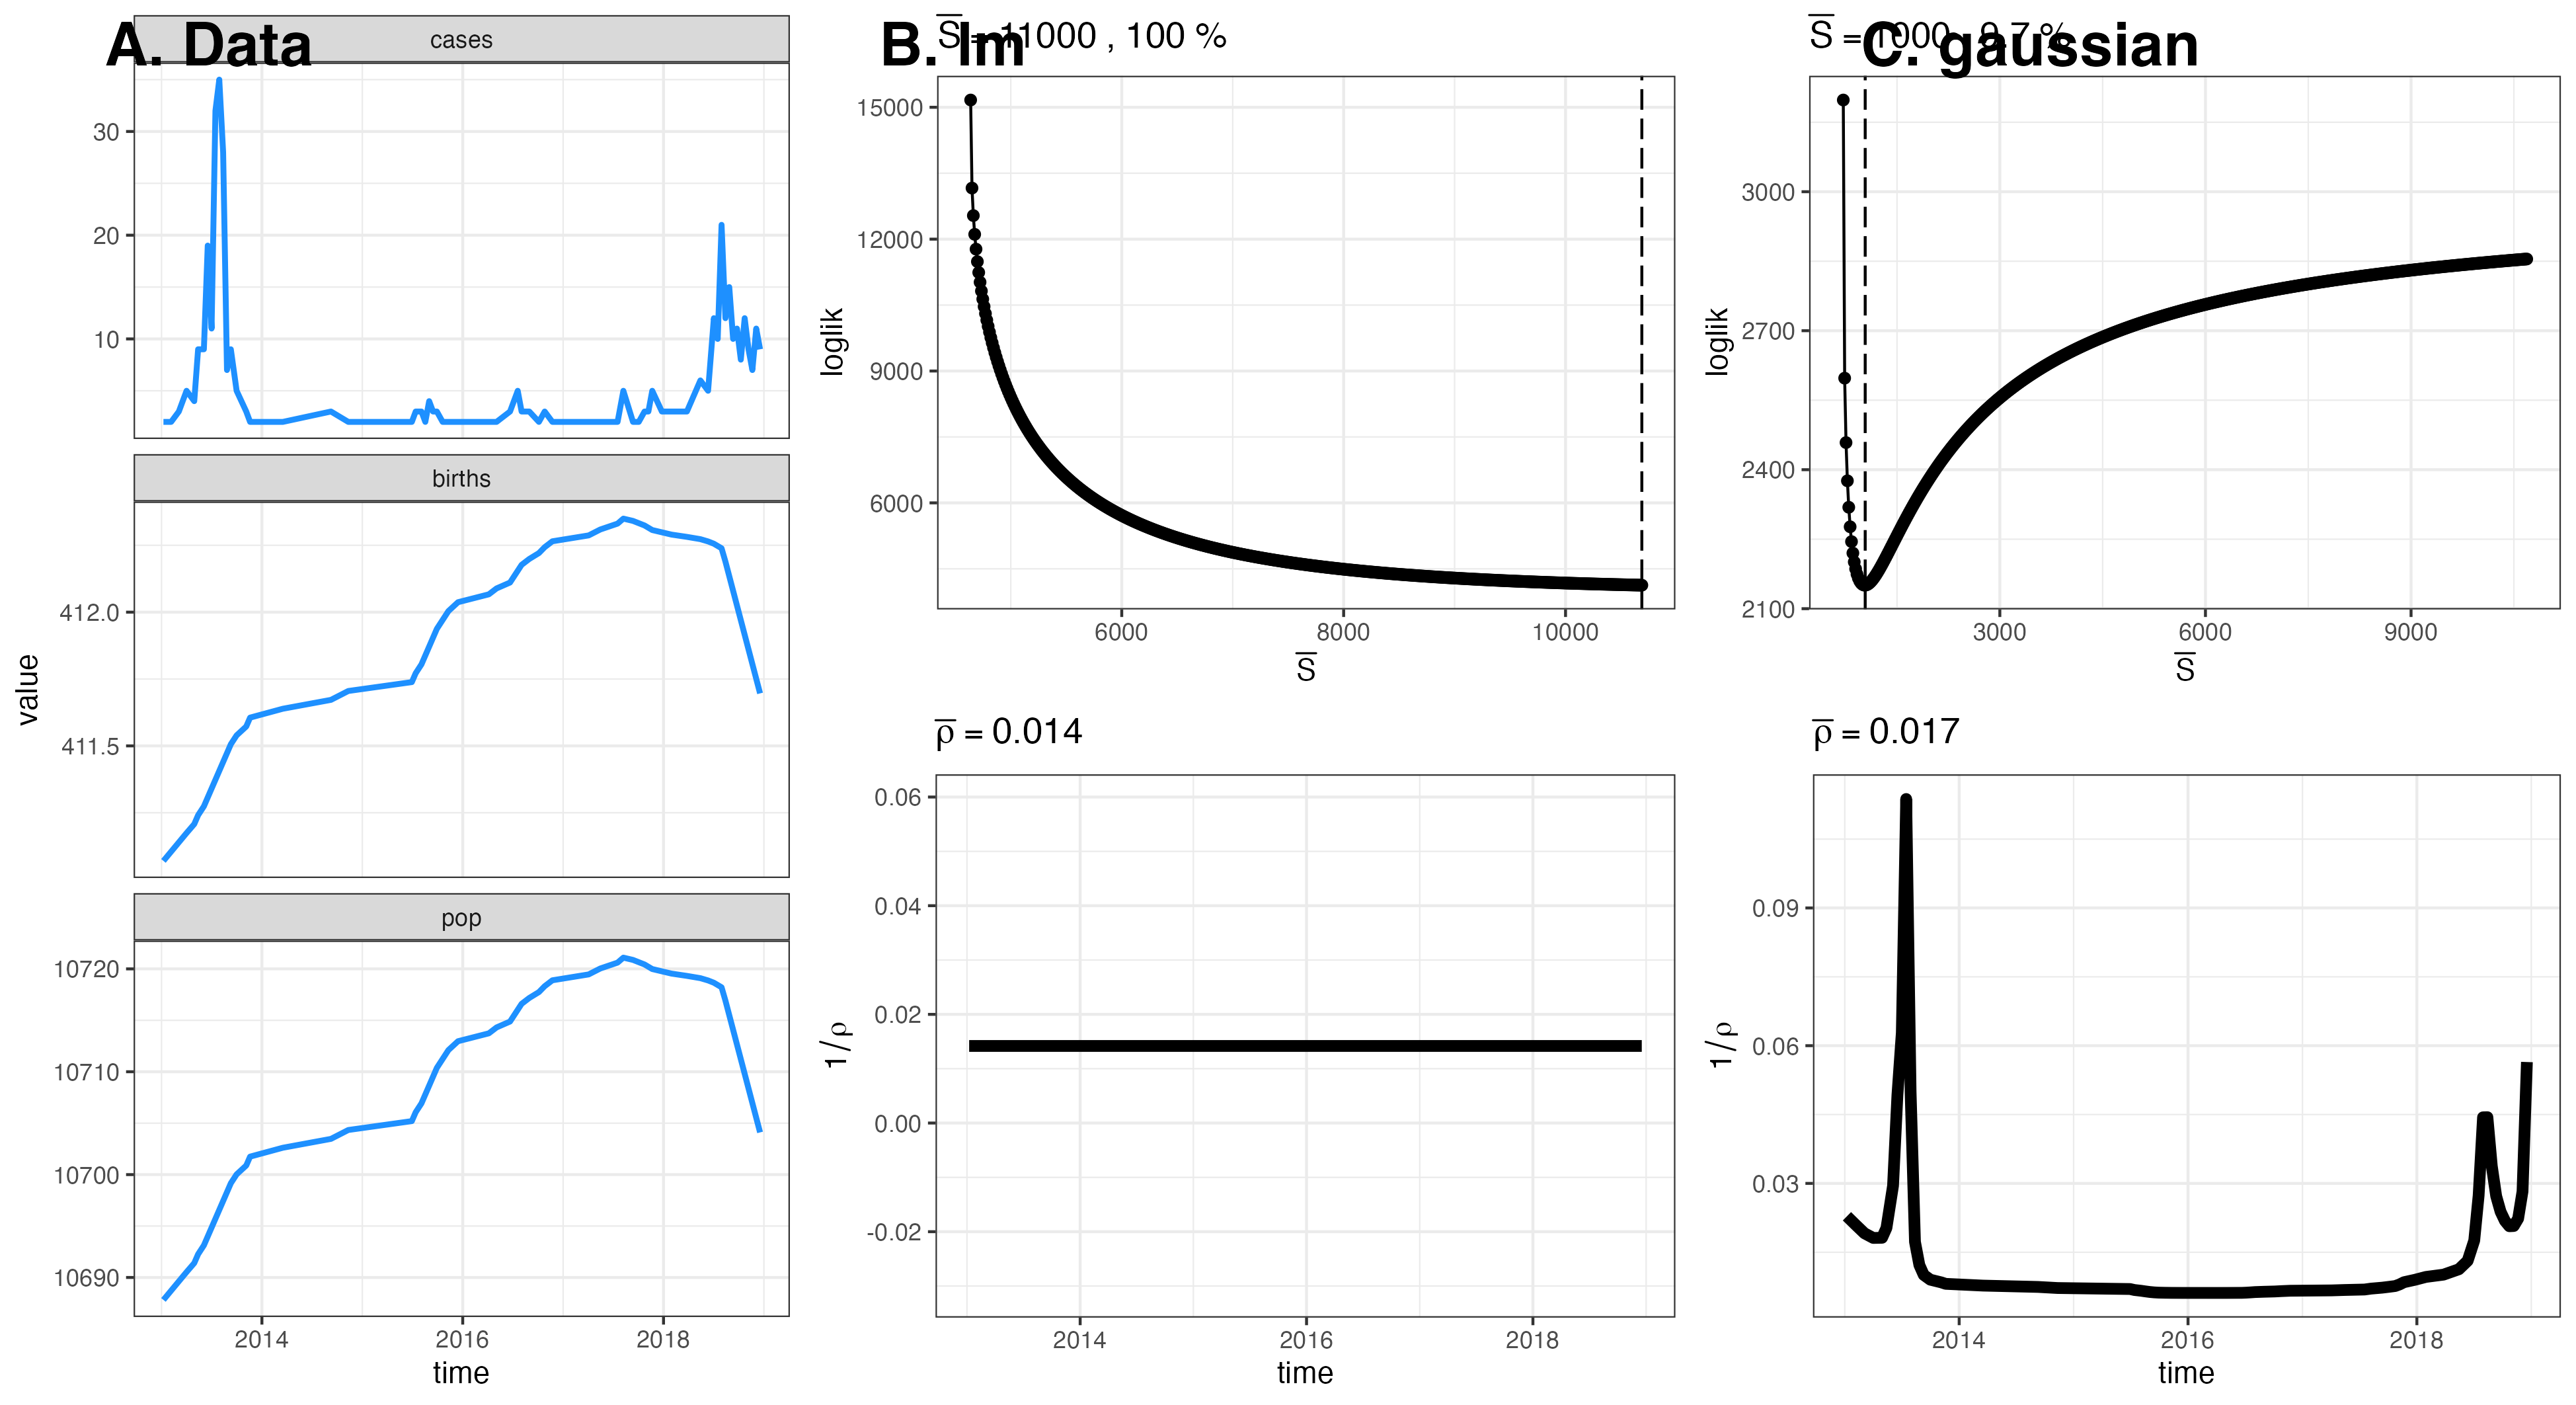 A. Data
cases
30
20
10
births
412.0
411.5
pop
10720
10710
10700
10690
value
2014 2016 2018
time
B. lm
S̅ = 11000 , 100 %
15000
12000
9000
6000
loglik
6000 8000 10000
S̅
ρ̅ = 0.014
0.06
0.04
0.02
0.00
-0.02
1/ρ
2014 2016 2018
time
C. gaussian
S̅ = 1000 , 9.7 %
3000
2700
2400
2100
loglik
3000 6000 9000
S̅
ρ̅ = 0.017
0.09
0.06
0.03
1/ρ
2014 2016 2018
time